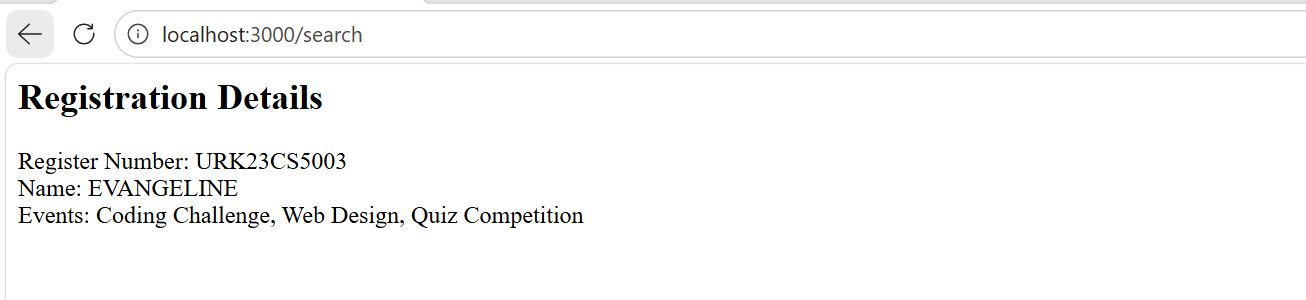 localhost:3000/search
Registration Details
Register Number: URK23CS5003
Name: EVANGELINE
Events: Coding Challenge, Web Design, Quiz Competition